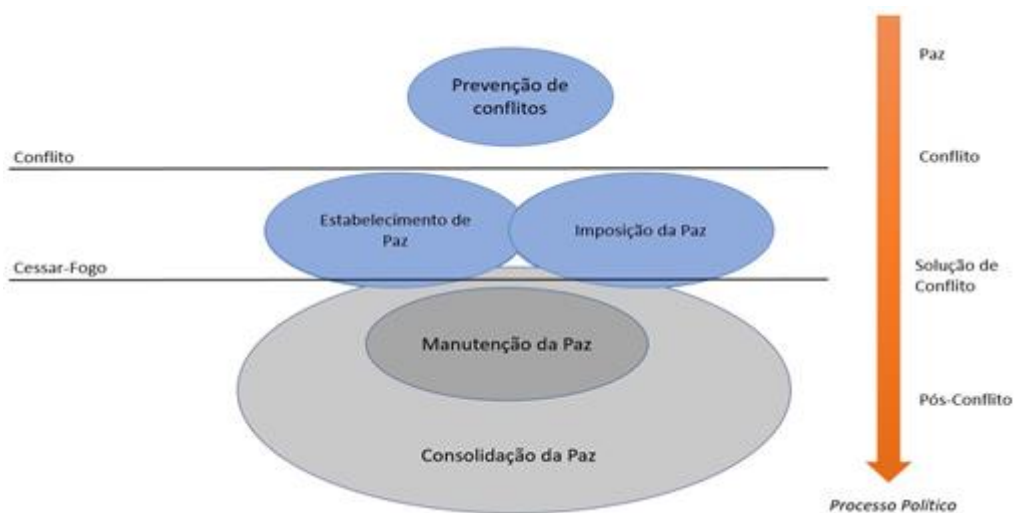 Paz
Prevenção de
conflitos
Conflito
Conflito
Estabelecimento de
Paz
Imposição da Paz
Cessar-Fogo
Solução de
Conflito
Manutenção da Paz
Pós-Conflito
Consolidação da Paz
Processo Político